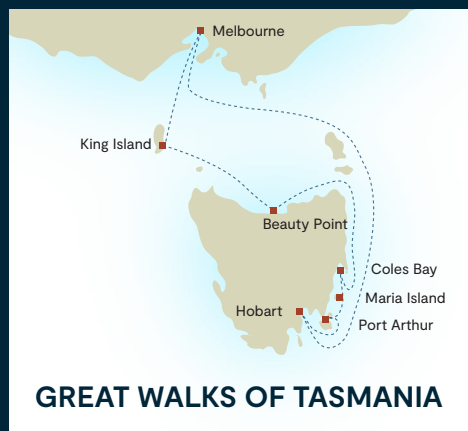 Melbourne
King Island
Beauty Point
Coles Bay
Maria Island
Hobart
Port Arthur
GREAT WALKS OF TASMANIA